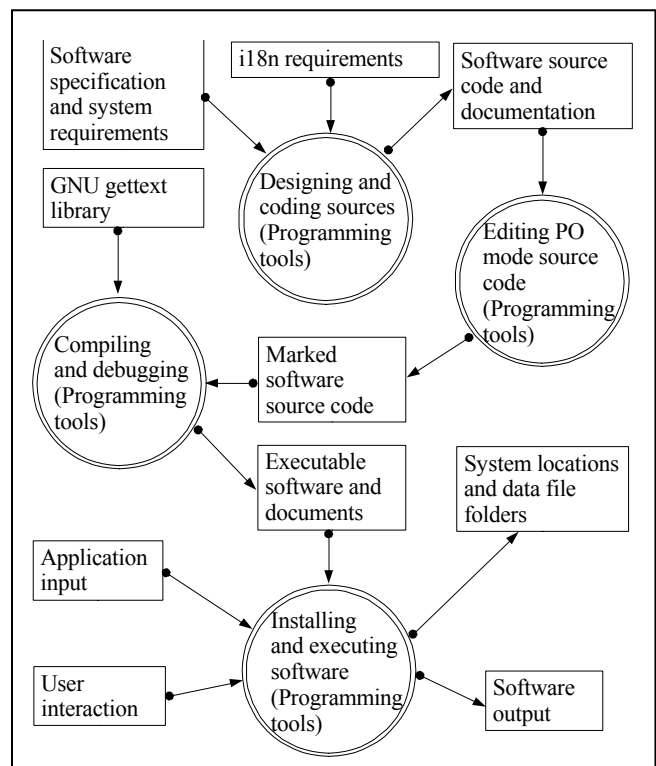 Software
specification
and system
requirements
i18n requirements
Software source
code and
documentation
GNU gettext
library
Designing and
coding sources
(Programming
tools)
Editing PO
mode source
code
(Programming
tools)
Compiling
and debugging
(Programming
tools)
Marked
software
source code
Executable
software and
documents
System locations
and data file
folders
Application
input
Installing
and executing
software
(Programming
tools)
User
interaction
Software
output